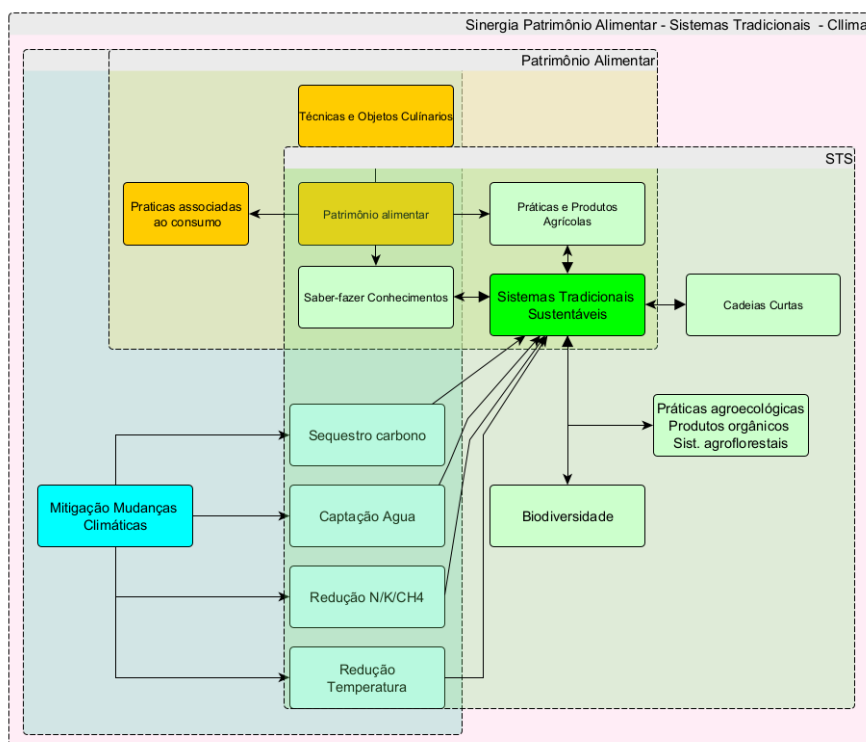 Sinergia Patrimônio Alimentar - Sistemas Tradicionais - Cllima
Patrimônio Alimentar
Técnicas e Objetos Culínarios
STS
Praticas associadas
ao consumo
Patrimônio alimentar
Práticas e Produtos
Agrícolas
Saber-fazer Conhecimentos
Sistemas Tradicionais
Sustentáveis
Cadeias Curtas
Práticas agroecológicas
Produtos orgânicos
Sist. agroflorestais
Sequestro carbono
Mitigação Mudanças
Climáticas
Captação Agua
Biodiversidade
Redução N/K/CH4
Redução
Temperatura